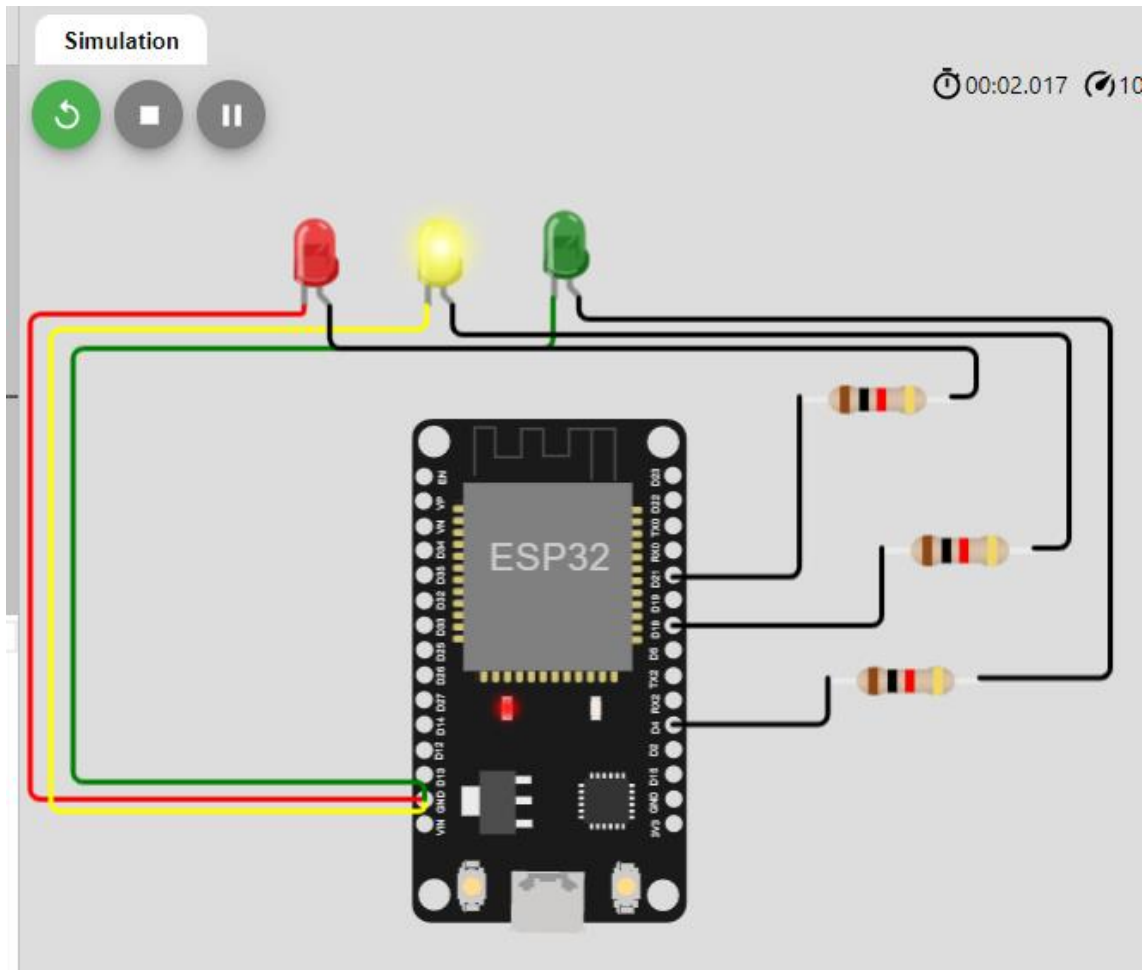 Simulation
00:02.017 10
ESP32
EN
VP
VN
D34
D35
D32
D33
D25
D26
D27
D14
D12
D13
GND
VIN
D23
D22
TX0
RX0
D21
D19
D18
D5
TX2
RX2
D4
D2
D15
GND
3V3